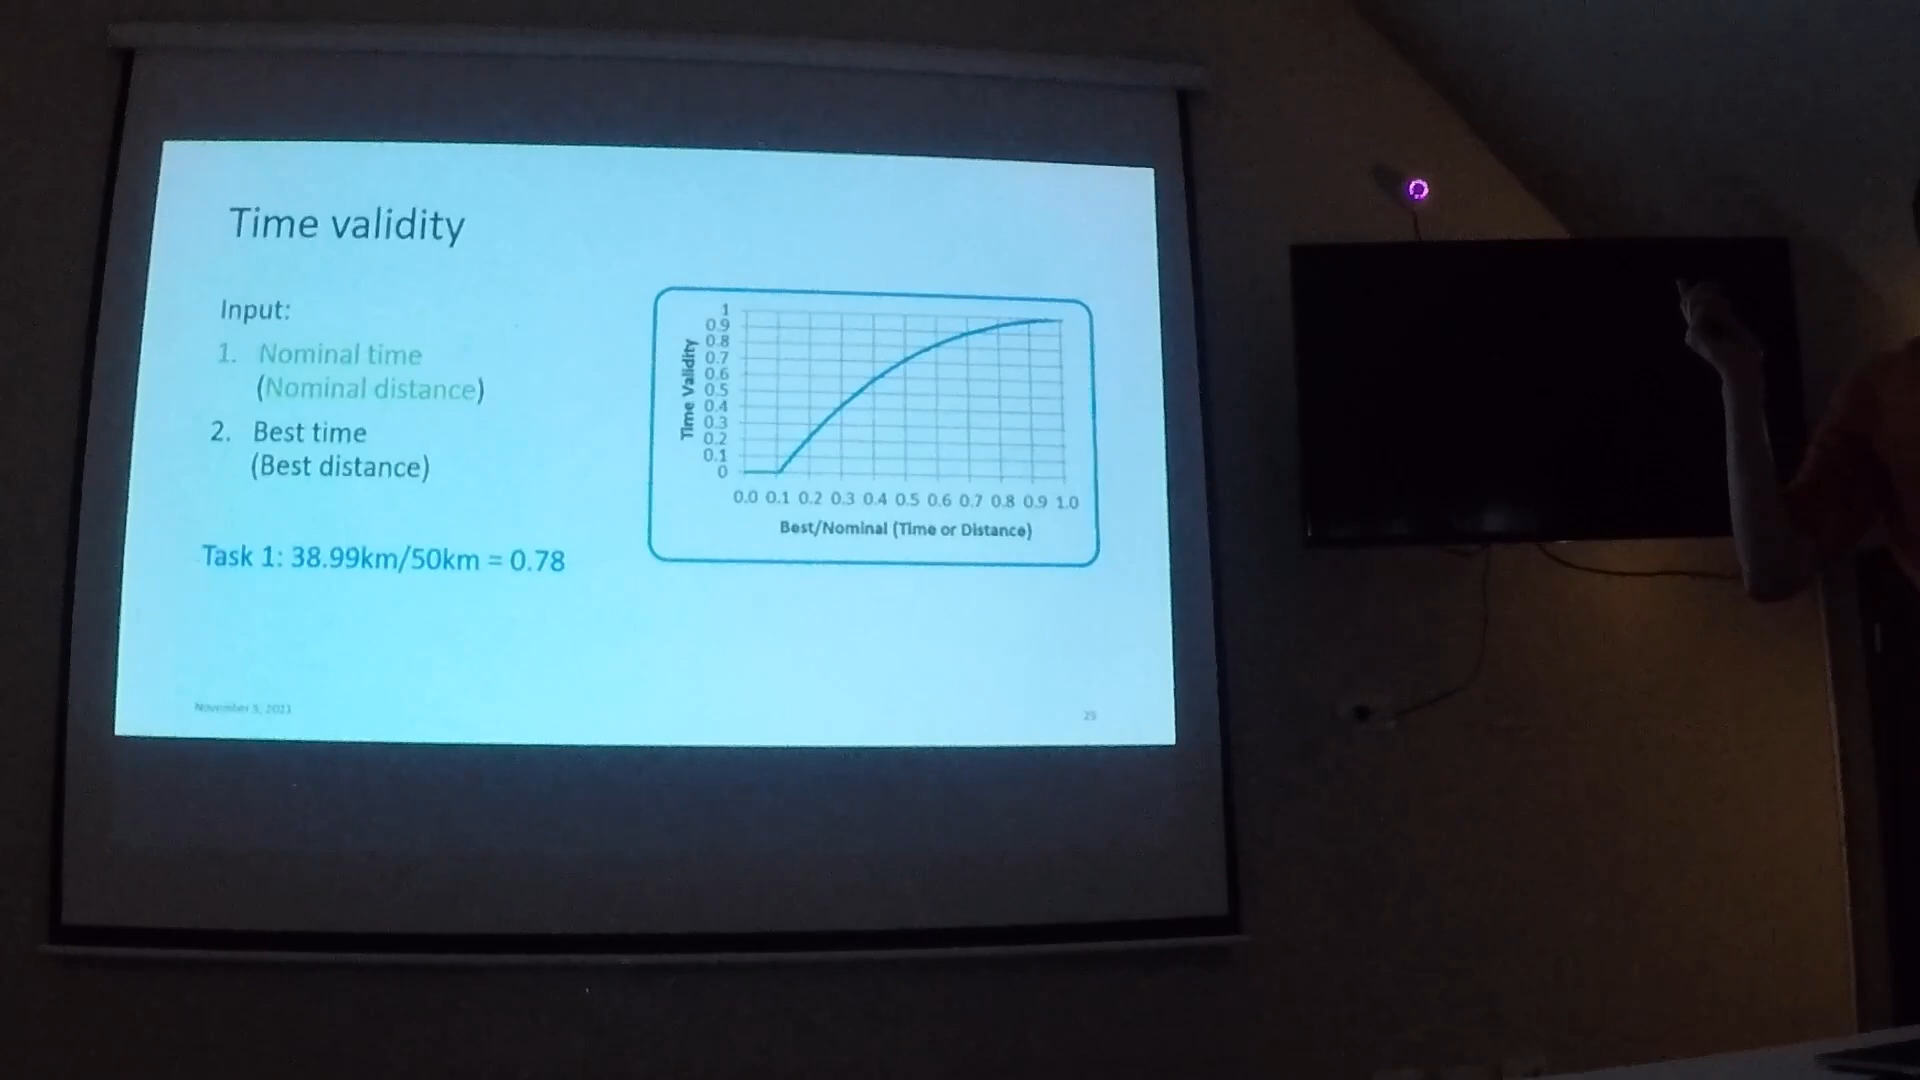 Time validity
Input:
1. Nominal time
(Nominal distance)
2. Best time
(Best distance)
Task 1: 38.99km/50km = 0.78
Time Validity
1
0.9
0.8
0.7
0.6
0.5
0.4
0.3
0.2
0.1
0
0.0 0.1 0.2 0.3 0.4 0.5 0.6 0.7 0.8 0.9 1.0
Best/Nominal (Time or Distance)
November